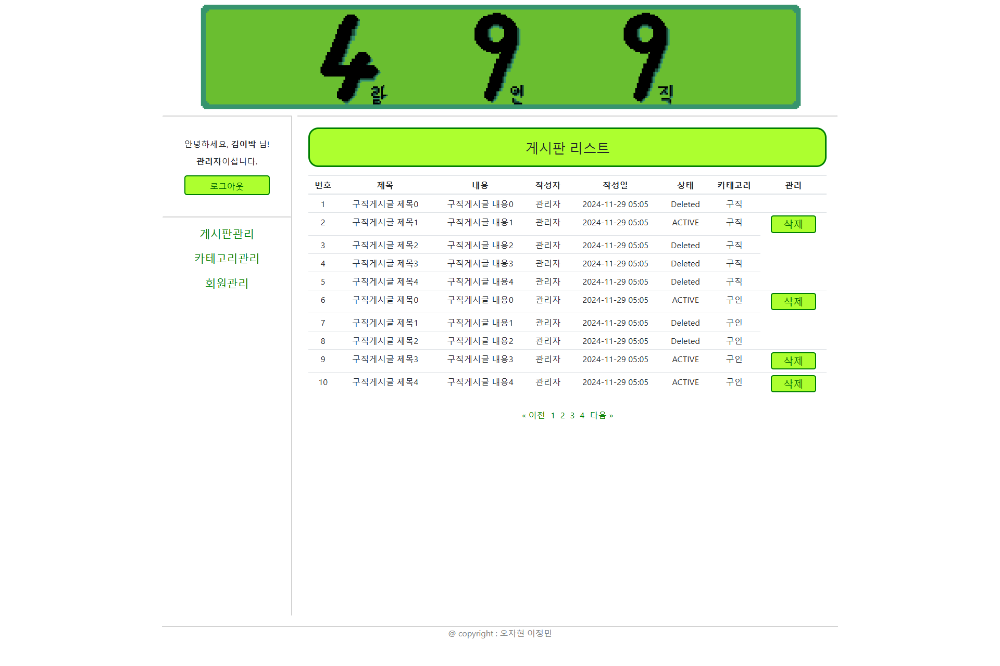 4랄 9인 9직
안녕하세요, 김이박 님!
관리자이십니다.
로그아웃
게시판관리
카테고리관리
회원관리
게시판 리스트
번호 제목 내용 작성자 작성일 상태 카테고리 관리
1 구직게시글 제목0 구직게시글 내용0 관리자 2024-11-29 05:05 Deleted 구직
2 구직게시글 제목1 구직게시글 내용1 관리자 2024-11-29 05:05 ACTIVE 구직 삭제
3 구직게시글 제목2 구직게시글 내용2 관리자 2024-11-29 05:05 Deleted 구직
4 구직게시글 제목3 구직게시글 내용3 관리자 2024-11-29 05:05 Deleted 구직
5 구직게시글 제목4 구직게시글 내용4 관리자 2024-11-29 05:05 Deleted 구직
6 구직게시글 제목0 구직게시글 내용0 관리자 2024-11-29 05:05 ACTIVE 구인 삭제
7 구직게시글 제목1 구직게시글 내용1 관리자 2024-11-29 05:05 Deleted 구인
8 구직게시글 제목2 구직게시글 내용2 관리자 2024-11-29 05:05 Deleted 구인
9 구직게시글 제목3 구직게시글 내용3 관리자 2024-11-29 05:05 ACTIVE 구인 삭제
10 구직게시글 제목4 구직게시글 내용4 관리자 2024-11-29 05:05 ACTIVE 구인 삭제
« 이전 1 2 3 4 다음 »
@ copyright : 오자현 이정민